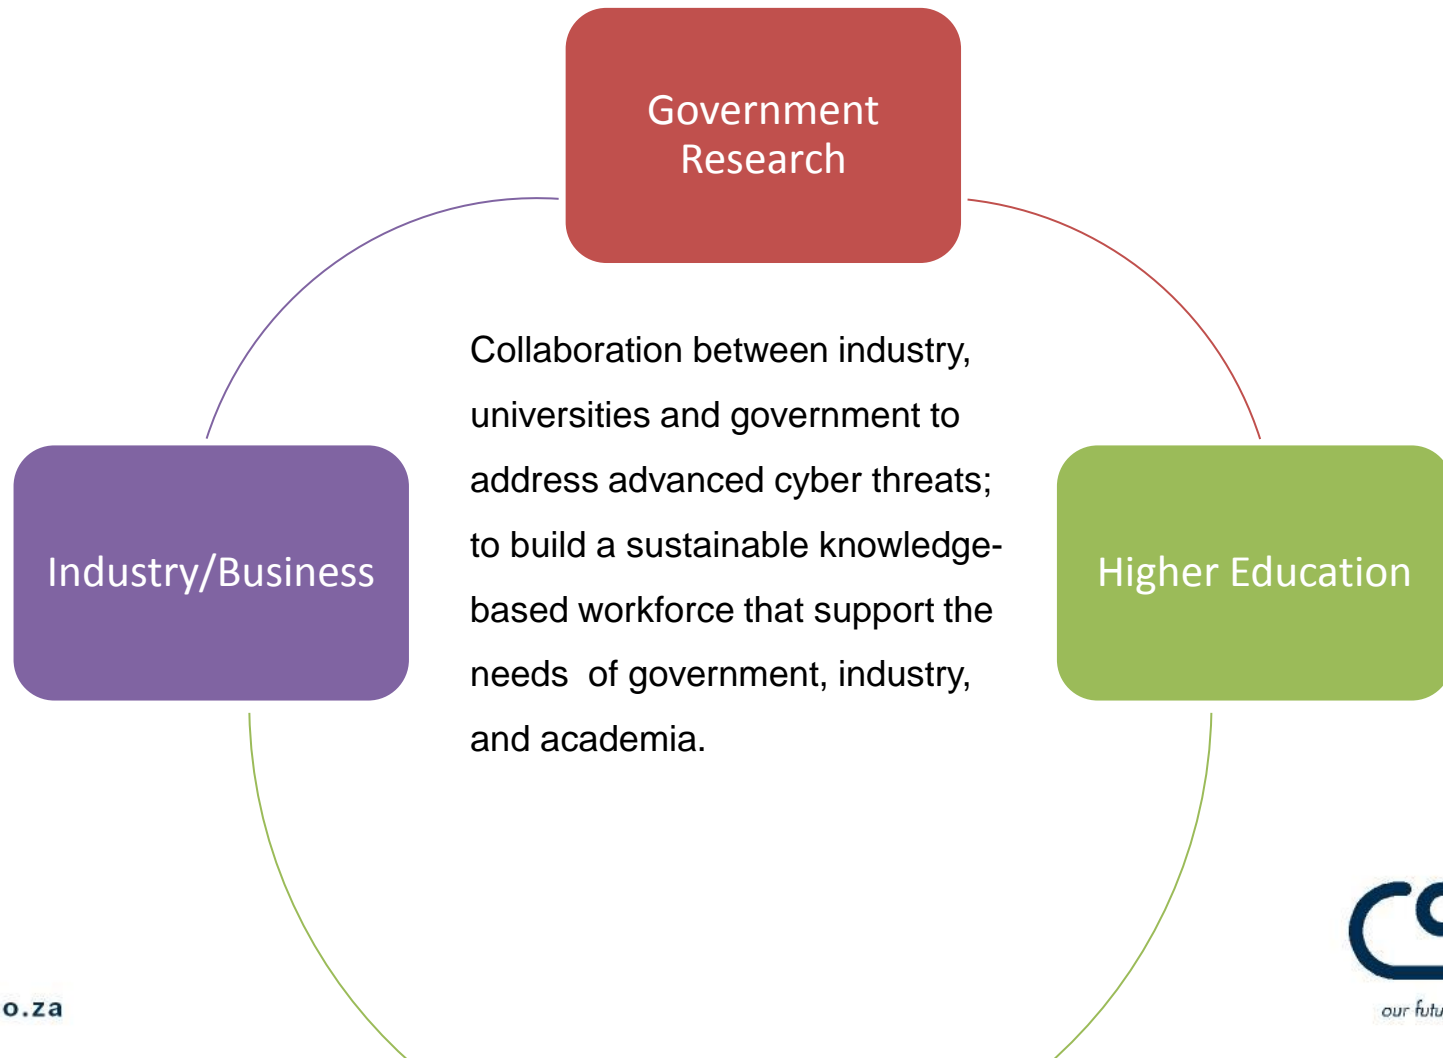 Government
Research
Collaboration between industry,
universities and government to
address advanced cyber threats;
to build a sustainable knowledge-
based workforce that support the
needs  of government, industry,
and academia.
Industry/Business
Higher Education
o.za
our